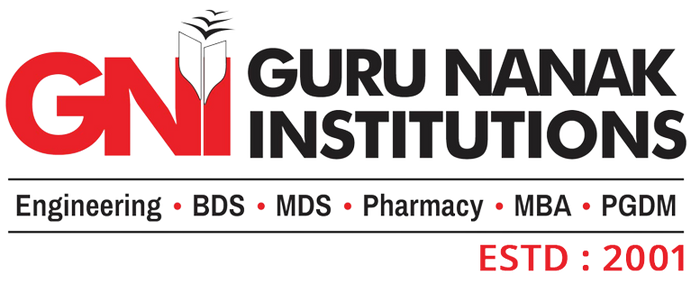 GNI GURU NANAK
INSTITUTIONS
Engineering • BDS • MDS • Pharmacy • MBA • PGDM
ESTD : 2001